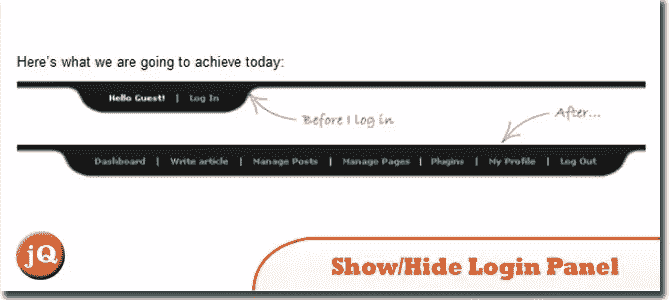 Here's what we are going to achieve today:
Hello Guest! | Log In
Before I log in
After...
Dashboard | Write article | Manage Posts | Manage Pages | Plugins | My Profile | Log Out
jQ
Show/Hide Login Panel